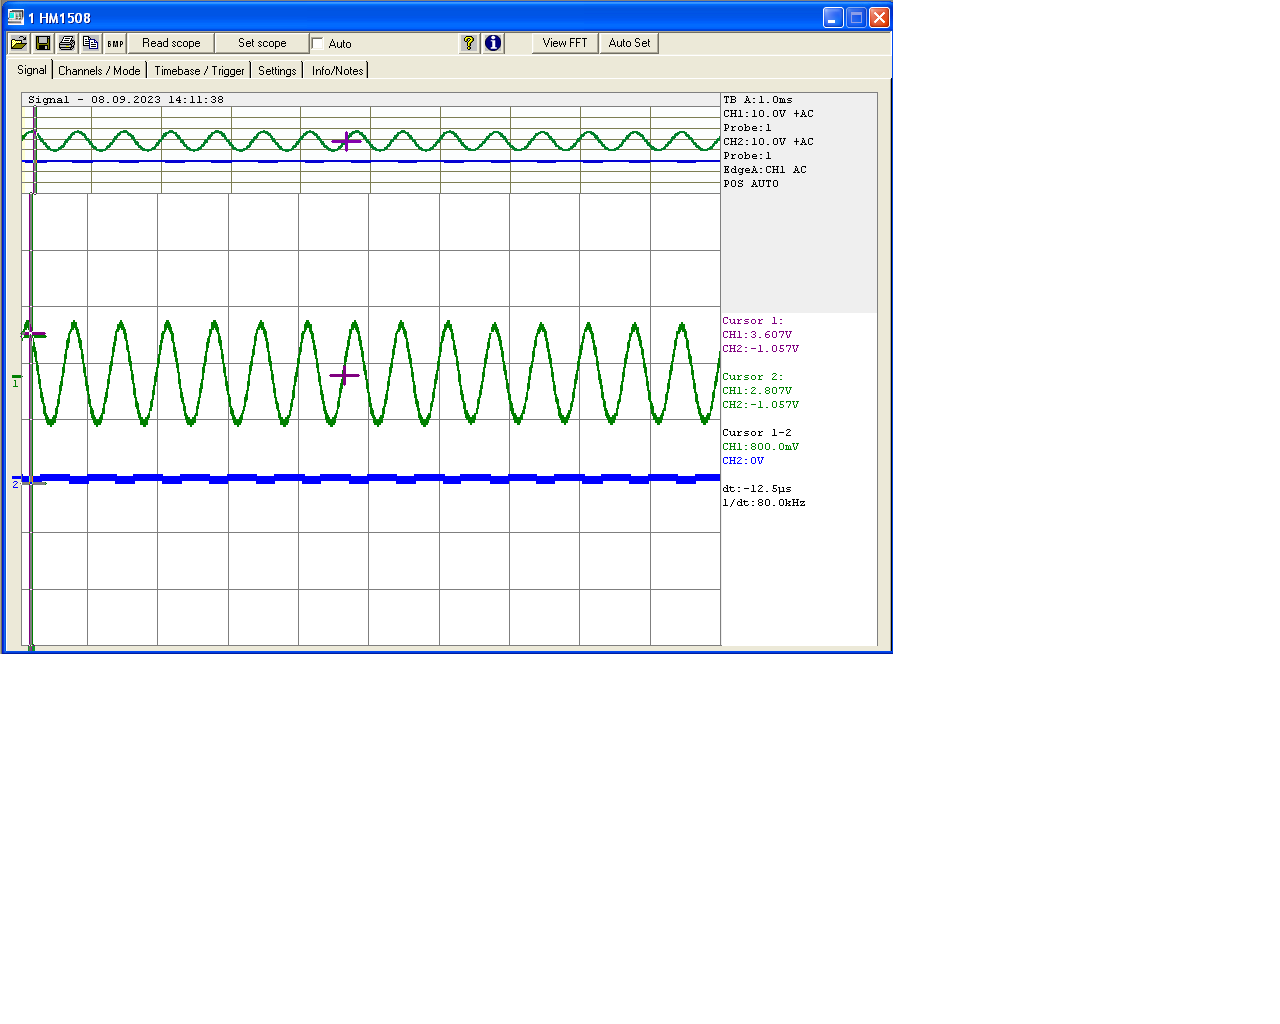 1 HM1508
BMP Read scope Set scope Auto ? i View FFT Auto Set
Signal Channels / Mode Timebase / Trigger Settings Info/Notes
Signal - 08.09.2023 14:11:38
TB A:1.0ms
CH1:10.0V +AC
Probe:1
CH2:10.0V +AC
Probe:1
EdgeA:CH1 AC
POS AUTO
Cursor 1:
CH1:3.607V
CH2:-1.057V
Cursor 2:
CH1:2.807V
CH2:-1.057V
Cursor 1-2
CH1:800.0mV
CH2:0V
dt:-12.5µs
1/dt:80.0kHz
1
2